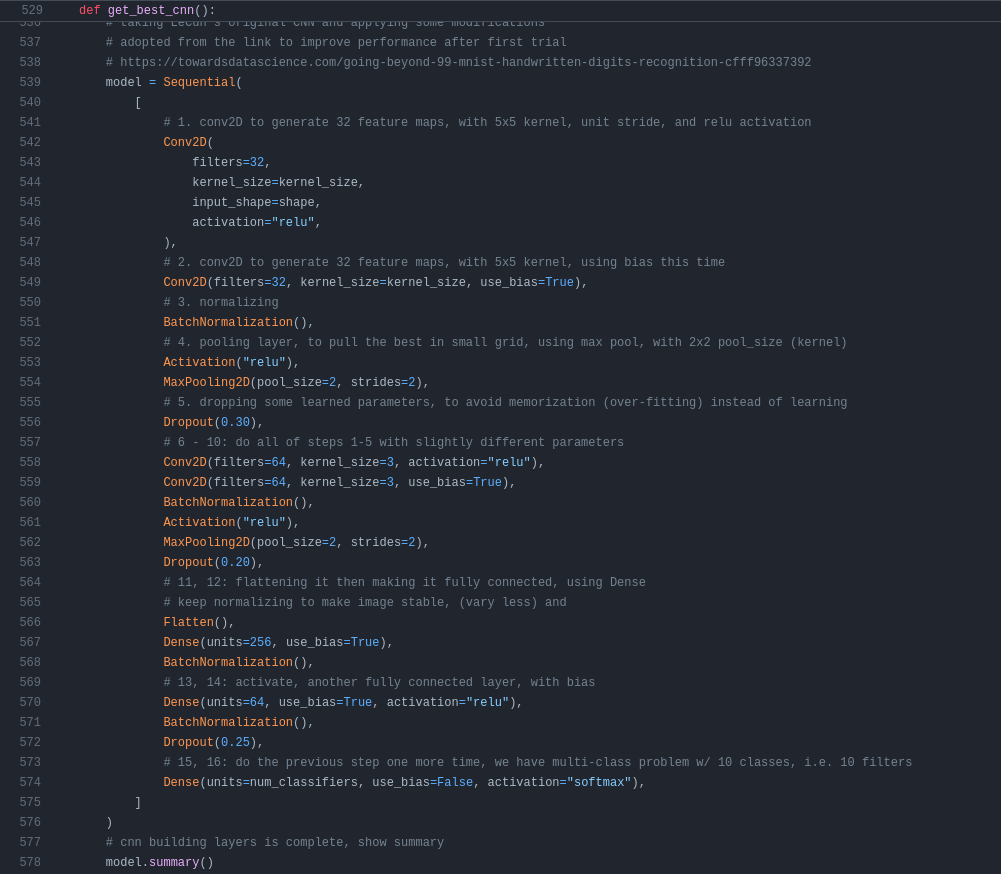 529 def get_best_cnn():
536 # taking LeCun's original CNN and applying some modifications
537 # adopted from the link to improve performance after first trial
538 # https://towardsdatascience.com/going-beyond-99-mnist-handwritten-digits-recognition-cfff96337392
539 model = Sequential(
540 [
541 # 1. conv2D to generate 32 feature maps, with 5x5 kernel, unit stride, and relu activation
542 Conv2D(
543 filters=32,
544 kernel_size=kernel_size,
545 input_shape=shape,
546 activation="relu",
547 ),
548 # 2. conv2D to generate 32 feature maps, with 5x5 kernel, using bias this time
549 Conv2D(filters=32, kernel_size=kernel_size, use_bias=True),
550 # 3. normalizing
551 BatchNormalization(),
552 # 4. pooling layer, to pull the best in small grid, using max pool, with 2x2 pool_size (kernel)
553 Activation("relu"),
554 MaxPooling2D(pool_size=2, strides=2),
555 # 5. dropping some learned parameters, to avoid memorization (over-fitting) instead of learning
556 Dropout(0.30),
557 # 6 - 10: do all of steps 1-5 with slightly different parameters
558 Conv2D(filters=64, kernel_size=3, activation="relu"),
559 Conv2D(filters=64, kernel_size=3, use_bias=True),
560 BatchNormalization(),
561 Activation("relu"),
562 MaxPooling2D(pool_size=2, strides=2),
563 Dropout(0.20),
564 # 11, 12: flattening it then making it fully connected, using Dense
565 # keep normalizing to make image stable, (vary less) and
566 Flatten(),
567 Dense(units=256, use_bias=True),
568 BatchNormalization(),
569 # 13, 14: activate, another fully connected layer, with bias
570 Dense(units=64, use_bias=True, activation="relu"),
571 BatchNormalization(),
572 Dropout(0.25),
573 # 15, 16: do the previous step one more time, we have multi-class problem w/ 10 classes, i.e. 10 filters
574 Dense(units=num_classifiers, use_bias=False, activation="softmax"),
575 ]
576 )
577 # cnn building layers is complete, show summary
578 model.summary()